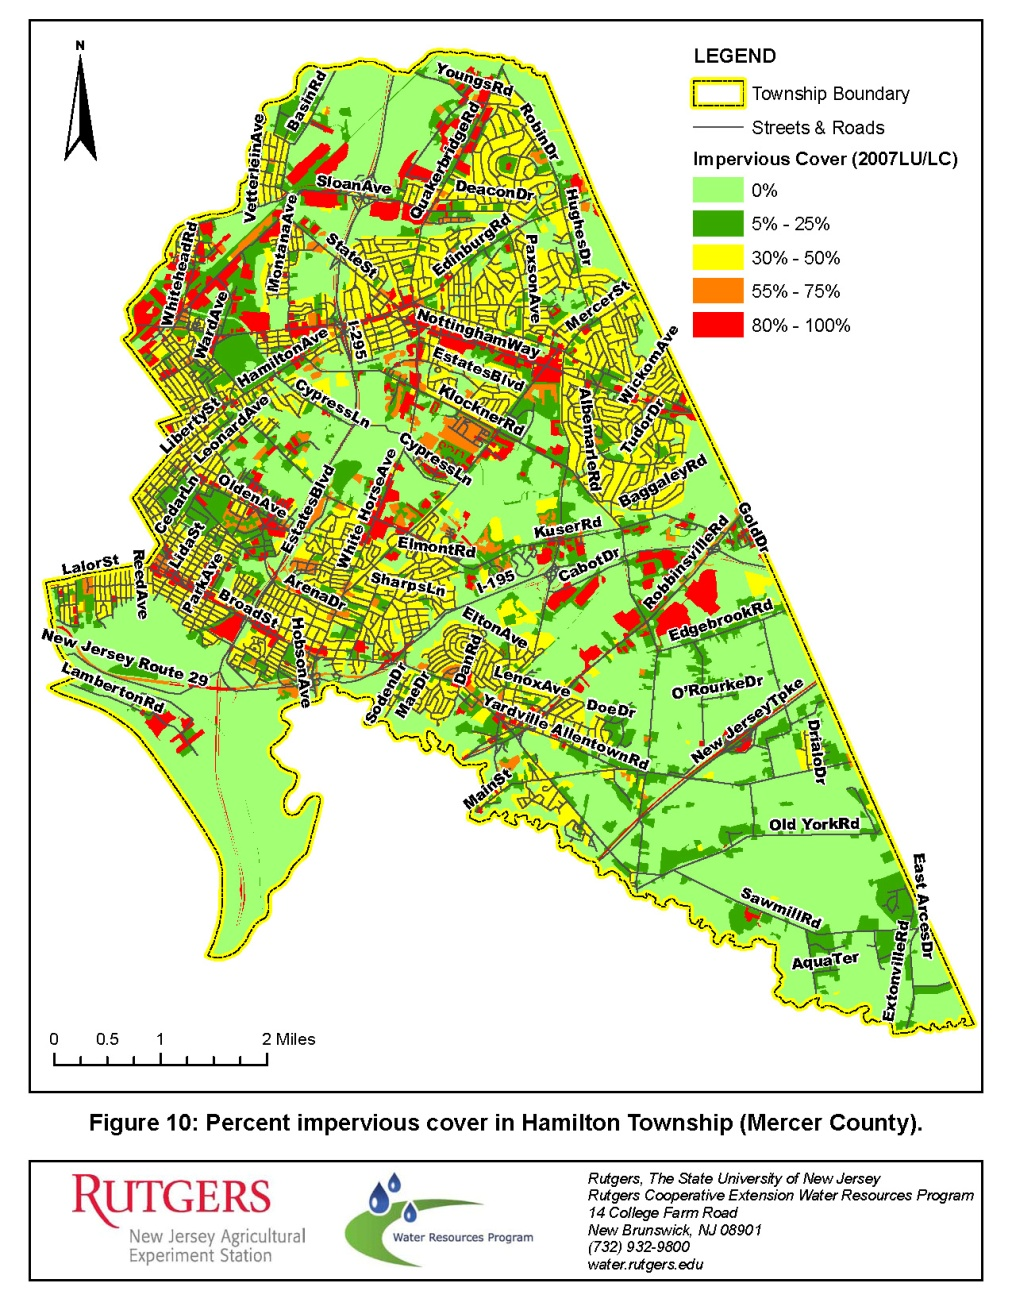 N
LEGEND
Township Boundary
Streets & Roads
Impervious Cover (2007LU/LC)
0%
5% - 25%
30% - 50%
55% - 75%
80% - 100%
YoungsRd
BasinRd
RobinDr
VetterleinAve
QuakerbridgeRd
SloanAve
DeaconDr
HughesDr
MontanaAve
WhiteheadRd
StateSt
EdinburgRd
PaxsonAve
MercerSt
WardAve
I-295
NottinghamWay
HamiltonAve
EstatesBlvd
WickomAve
CypressLn
KlocknerRd
LibertySt
LeonardAve
AlbemarleRd
TudorDr
CypressLn
BaggaleyRd
OldenAve
CedarLn
EstatesBlvd
WhiteHorseAve
GoldDr
KuserRd
LidaSt
ElmontRd
RobbinsvilleRd
CabotDr
LalorSt
ReedAve
ParkAve
ArenaDr
SharpsLn
I-195
BroadSt
EltonAve
EdgebrookRd
HobsonAve
New Jersey Route 29
DanRd
LambertonRd
SodenDr
MaeDr
LenoxAve
O'RourkeDr
DoeDr
Yardville AllentownRd
New JerseyTpke
DrialoDr
MainSt
Old YorkRd
East ArcesDr
SawmillRd
AquaTer
ExtonvilleRd
0 0.5 1 2 Miles
Figure 10: Percent impervious cover in Hamilton Township (Mercer County).
RUTGERS
New Jersey Agricultural
Experiment Station
Water Resources Program
Rutgers, The State University of New Jersey
Rutgers Cooperative Extension Water Resources Program
14 College Farm Road
New Brunswick, NJ 08901
(732) 932-9800
water.rutgers.edu